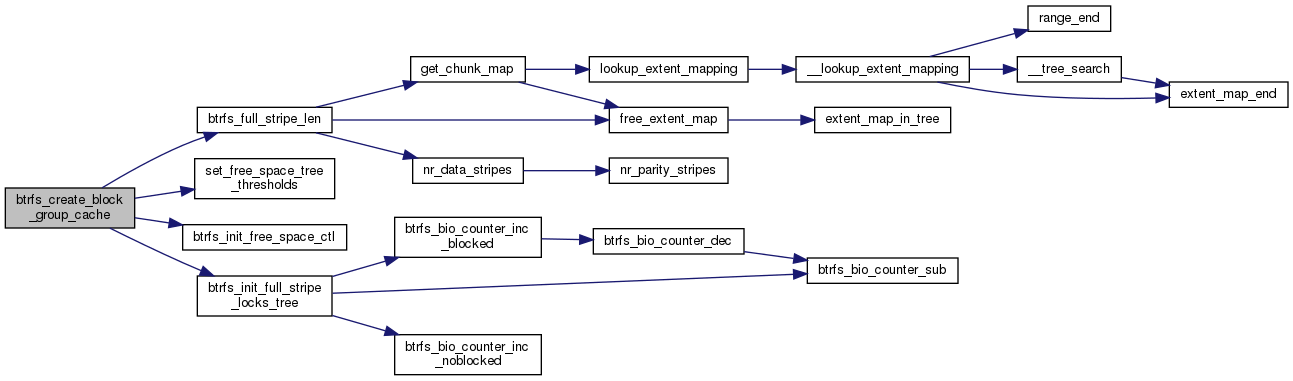 btrfs_create_block
_group_cache
btrfs_full_stripe_len
set_free_space_tree
_thresholds
btrfs_init_free_space_ctl
btrfs_init_full_stripe
_locks_tree
get_chunk_map
nr_data_stripes
btrfs_bio_counter_inc
_blocked
btrfs_bio_counter_inc
_noblocked
lookup_extent_mapping
free_extent_map
nr_parity_stripes
btrfs_bio_counter_dec
__lookup_extent_mapping
extent_map_in_tree
btrfs_bio_counter_sub
range_end
__tree_search
extent_map_end